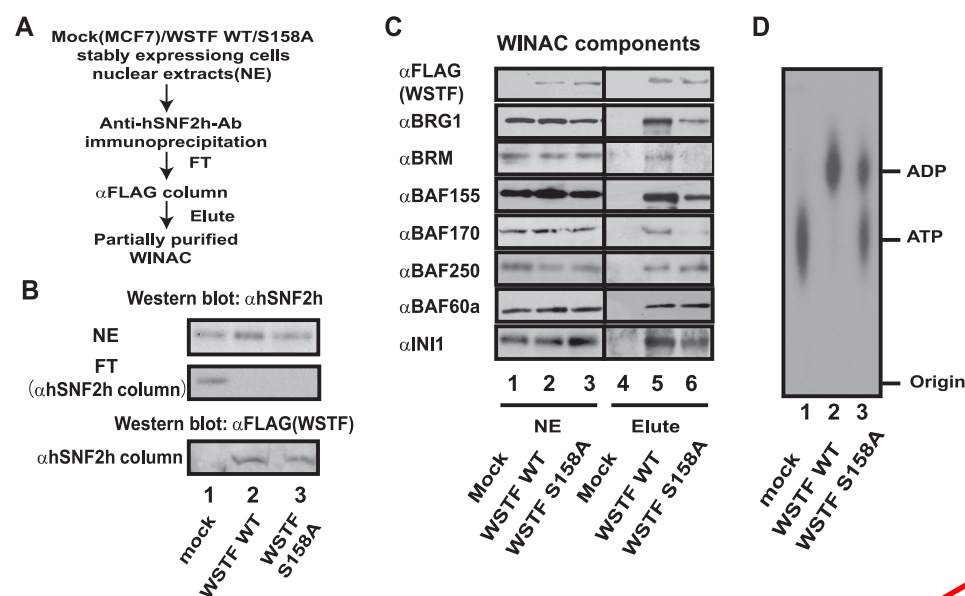 A
Mock(MCF7)/WSTF WT/S158A
stably expressiong cells
nuclear extracts(NE)
Anti-hSNF2h-Ab
immunoprecipitation
FT
αFLAG column
Elute
Partially purified
WINAC
B
Western blot: αhSNF2h
NE
FT
(αhSNF2h column)
Western blot: αFLAG(WSTF)
αhSNF2h column
1 2 3
mock
WSTF WT
WSTF
S158A
C
WINAC components
αFLAG
(WSTF)
αBRG1
αBRM
αBAF155
αBAF170
αBAF250
αBAF60a
αINI1
1 2 3 4 5 6
NE Elute
Mock
WSTF WT
WSTF S158A
Mock
WSTF WT
WSTF S158A
D
ADP
ATP
Origin
1 2 3
mock
WSTF WT
WSTF S158A